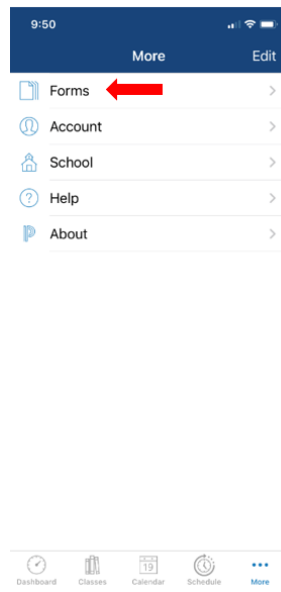 9:50
More Edit
Forms
Account
School
? Help
About
19
Dashboard Classes Calendar Schedule More